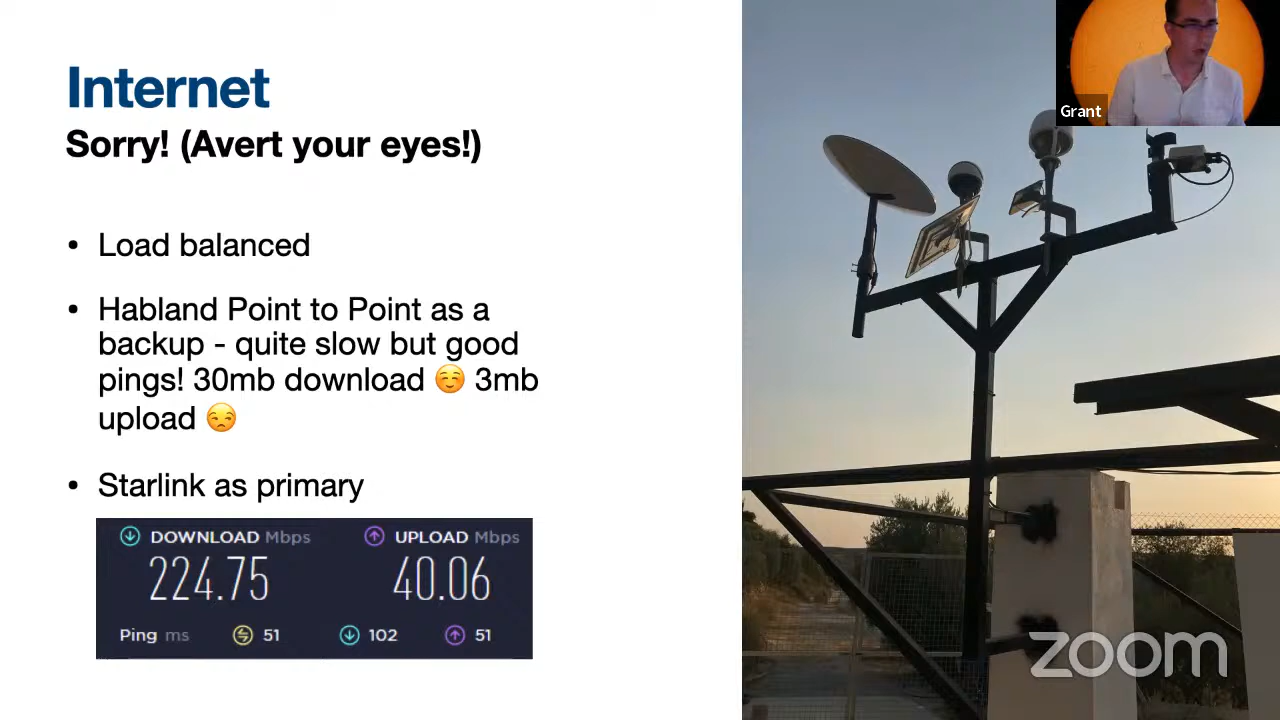 Internet
Sorry! (Avert your eyes!)
• Load balanced
• Habland Point to Point as a
backup - quite slow but good
pings! 30mb download ☺️ 3mb
upload 😒
• Starlink as primary
DOWNLOAD Mbps
224.75
UPLOAD Mbps
40.06
Ping ms 51 102 51
Grant
zoom